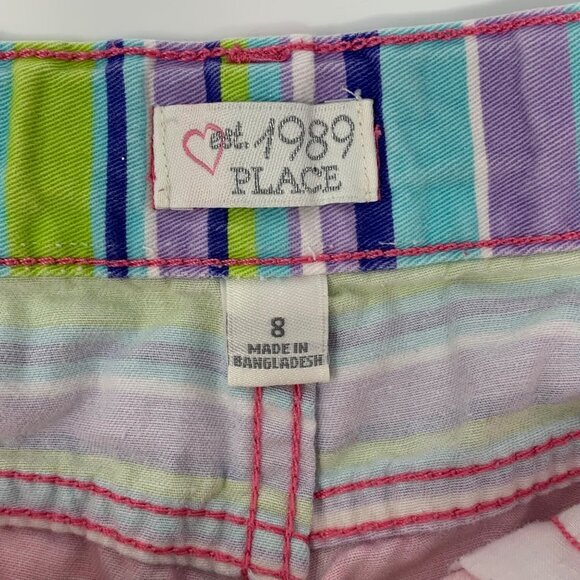 est. 1989
PLACE
8
MADE IN
BANGLADESH